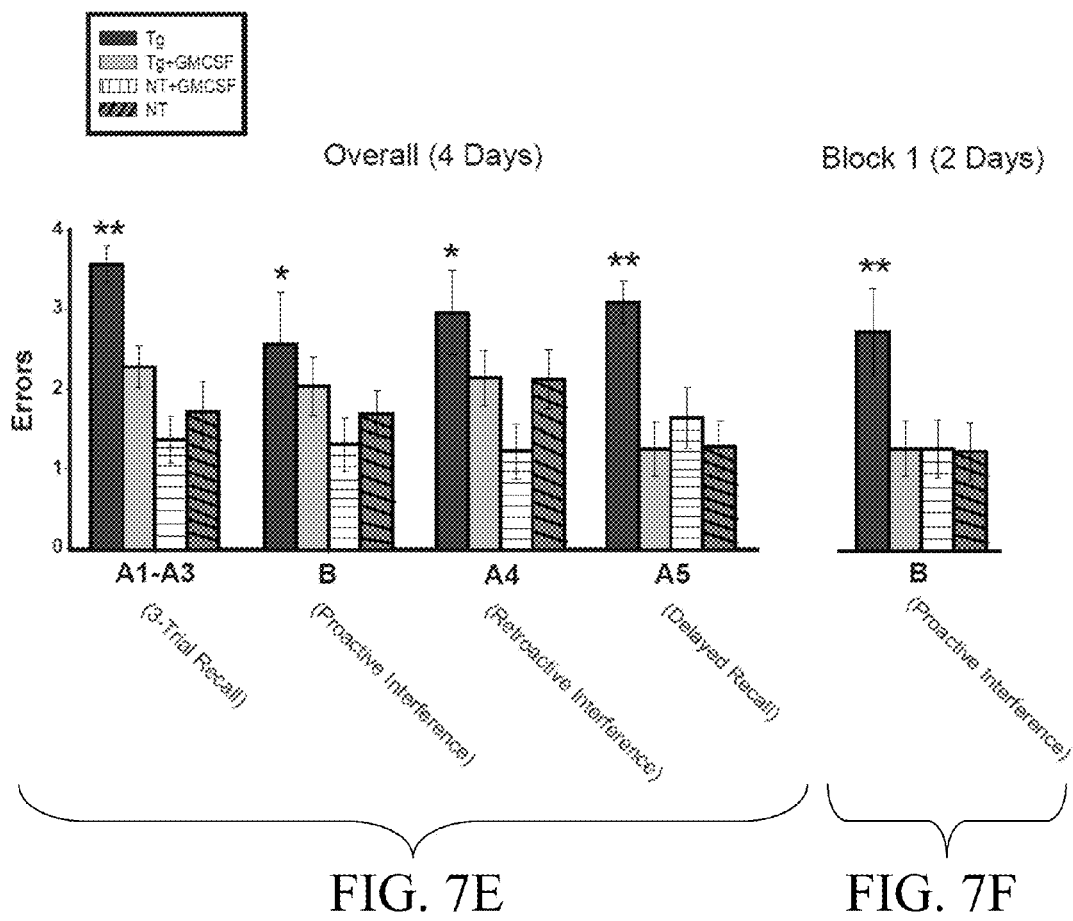 Tg
Tg+GMCSF
NT+GMCSF
NT
Overall (4 Days)
Block 1 (2 Days)
Errors
4
3
2
1
0
**
*
*
**
**
A1-A3
B
A4
A5
B
(3-Trial Recall)
(Proactive Interference)
(Retroactive Interference)
(Delayed Recall)
(Proactive Interference)
FIG. 7E
FIG. 7F